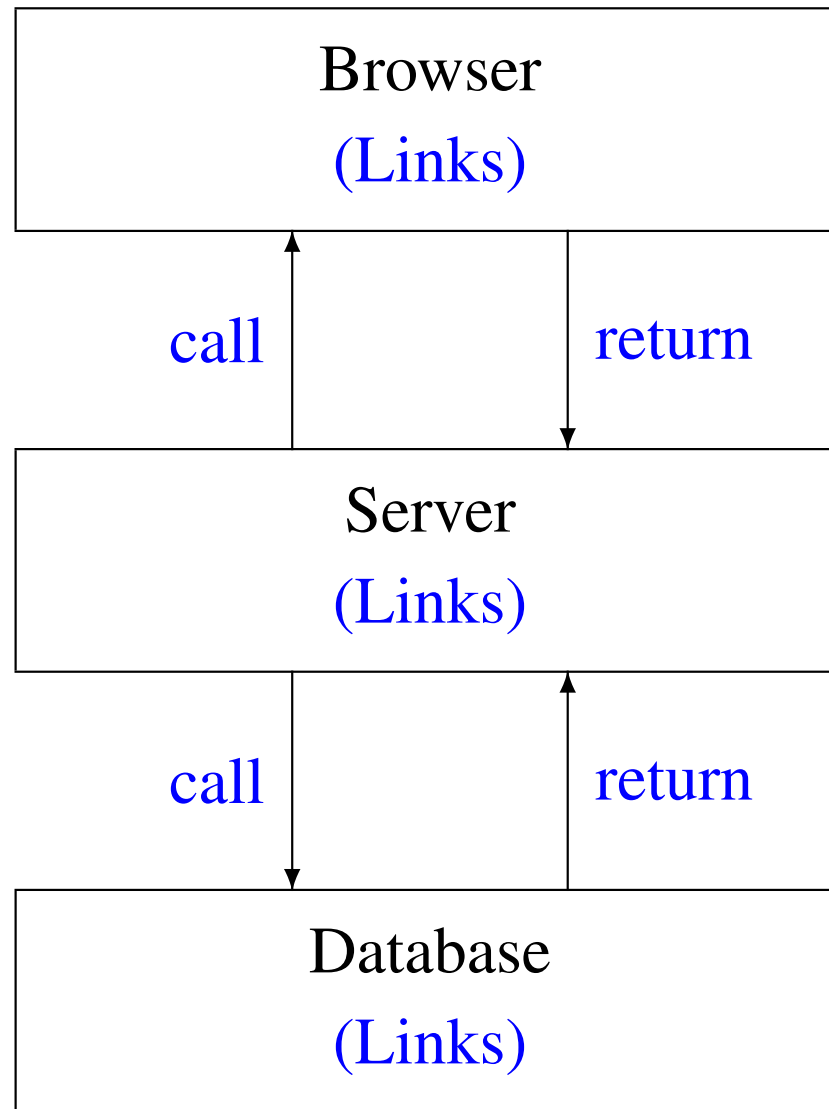 Browser
(Links)
call
return
Server
(Links)
call
return
Database
(Links)